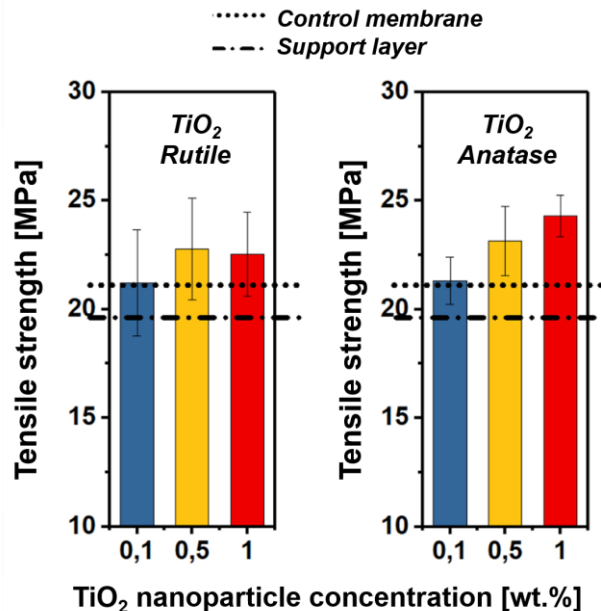 Control membrane
Support layer
Tensile strength [MPa]
30
25
20
15
10
TiO₂
Rutile
0,1
0,5
1
Tensile strength [MPa]
30
25
20
15
10
TiO₂
Anatase
0,1
0,5
1
TiO₂ nanoparticle concentration [wt.%]